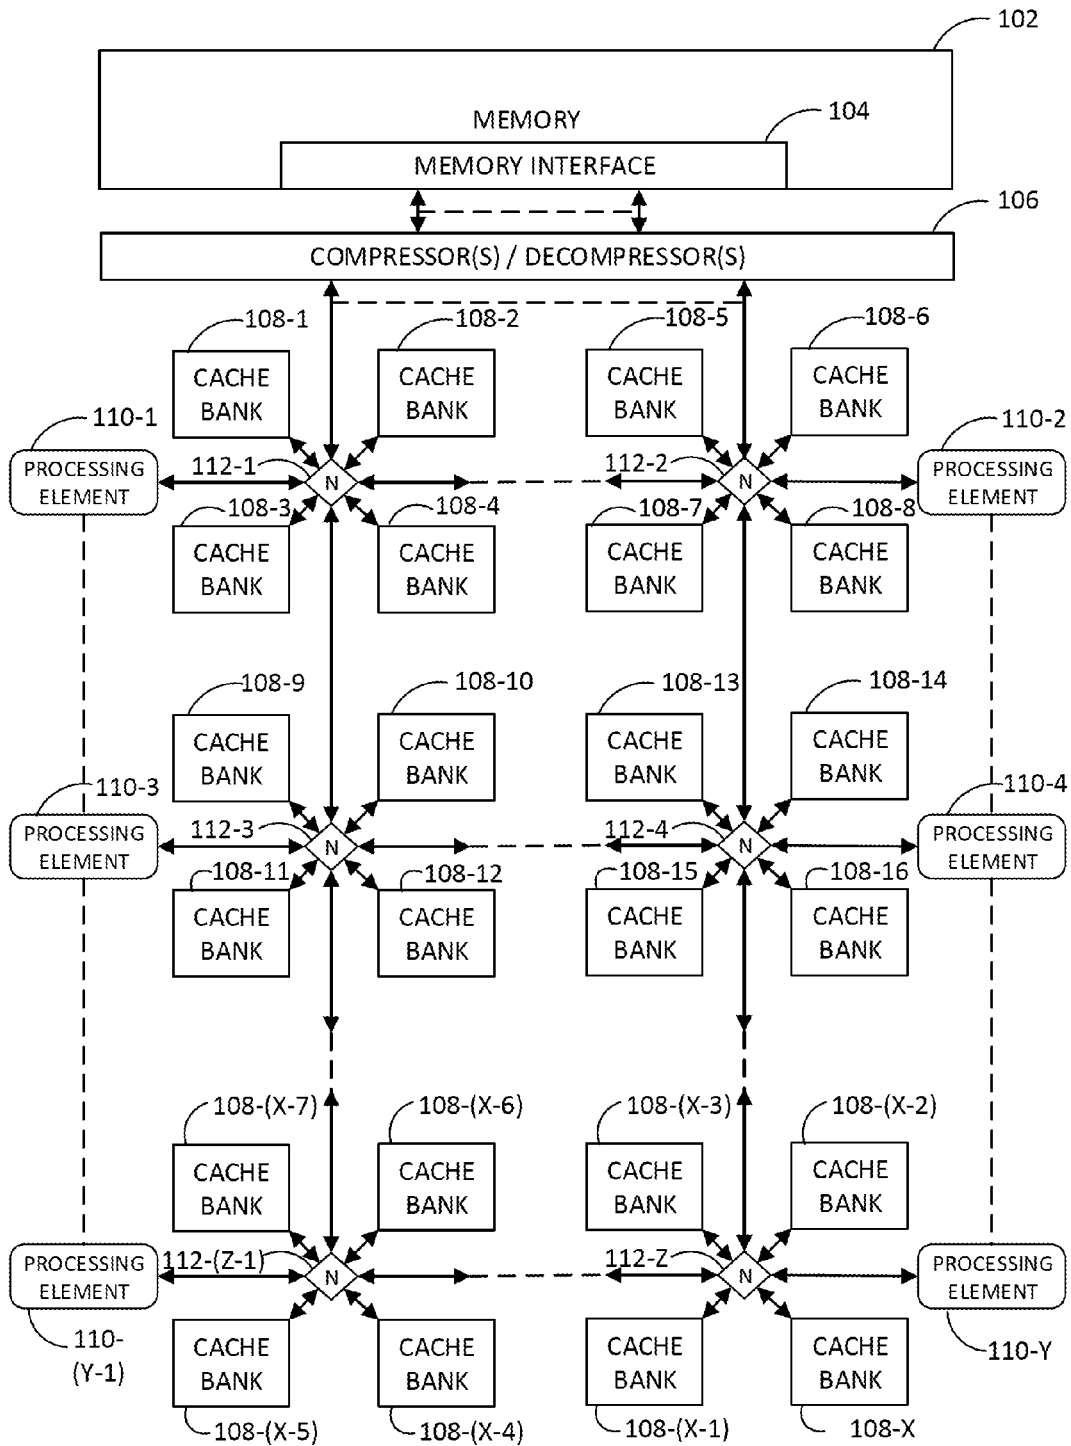 102
MEMORY
104
MEMORY INTERFACE
106
COMPRESSOR(S) / DECOMPRESSOR(S)
108-1
108-2
108-5
108-6
CACHE
BANK
CACHE
BANK
CACHE
BANK
CACHE
BANK
110-1
110-2
PROCESSING
ELEMENT
112-1
N
112-2
N
PROCESSING
ELEMENT
108-3
108-4
108-7
108-8
CACHE
BANK
CACHE
BANK
CACHE
BANK
CACHE
BANK
108-9
108-10
108-13
108-14
CACHE
BANK
CACHE
BANK
CACHE
BANK
CACHE
BANK
110-3
110-4
PROCESSING
ELEMENT
112-3
N
112-4
N
PROCESSING
ELEMENT
108-11
108-12
108-15
108-16
CACHE
BANK
CACHE
BANK
CACHE
BANK
CACHE
BANK
108-(X-7)
108-(X-6)
108-(X-3)
108-(X-2)
CACHE
BANK
CACHE
BANK
CACHE
BANK
CACHE
BANK
PROCESSING
ELEMENT
112-(Z-1)
N
112-Z
N
PROCESSING
ELEMENT
110-
(Y-1)
110-Y
CACHE
BANK
CACHE
BANK
CACHE
BANK
CACHE
BANK
108-(X-5)
108-(X-4)
108-(X-1)
108-X